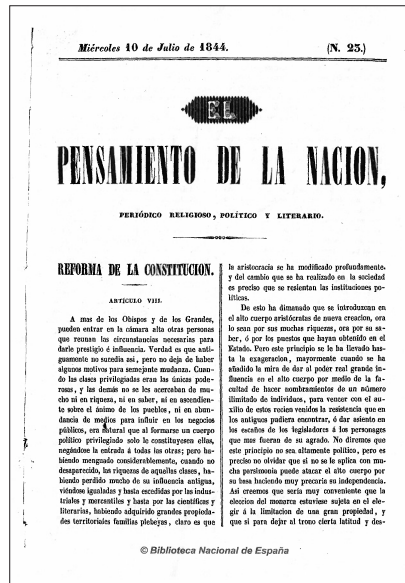 Miércoles 10 de Julio de 1844.
(N. 23.)
EL
PENSAMIENTO DE LA NACION,
PERIÓDICO RELIGIOSO, POLÍTICO Y LITERARIO.
REFORMA DE LA CONSTITUCION.
ARTÍCULO VIII.
A mas de los Obispos y de los Grandes,
pueden entrar en la cámara alta otras personas
que reunan las circunstancias necesarias para
darle prestigio é influencia. Verdad es que anti-
guamente no sucedia asi, pero no deja de haber
algunos motivos para semejante mudanza. Cuan-
do las clases privilegiadas eran las únicas pode-
rosas, y las demás no se les acercaban de mu-
cho ni en riqueza, ni en saber, ni en ascendien-
te sobre el ánimo de los pueblos, ni en abun-
dancia de medios para influir en los negocios
públicos, era natural que al formarse un cuerpo
político privilegiado solo le constituyesen ellas,
negándose la entrada á todas las otras; pero ha-
biendo menguado considerablemente, cuando no
desaparecido, las riquezas de aquellas clases, ha-
biendo perdido mucho de su influencia antigua,
viéndose igualadas y hasta escedidas por las indus-
triales y mercantiles y hasta por las científicas y
literarias, habiendo adquirido grandes propieda-
des territoriales familias plebeyas, claro es que
la aristocracia se ha modificado profundamente,
y del cambio que se ha realizado en la sociedad
es preciso que se resientan las instituciones po-
líticas.
De esto ha dimanado que se introduzcan en
el alto cuerpo aristócratas de nueva creacion, ora
lo sean por sus muchas riquezas, ora por su sa-
ber, ó por los puestos que hayan obtenido en el
Estado. Pero este principio se le ha llevado has-
ta la exageracion, mayormente cuando se ha
añadido la mira de dar al poder real grande in-
fluencia en el alto cuerpo por medio de la fa-
cultad de hacer nombramientos de un número
ilimitado de individuos, para vencer con el au-
xilio de estos recien venidos la resistencia que en
los antiguos pudiera encontrar, ó dar asiento en
los escaños de los legisladores á los personages
que mas fueran de su agrado. No diremos que
este principio no sea altamente político, pero es
preciso no olvidar que si no se le aplica con mu-
cha parsimonia puede atacar el alto cuerpo por
su basa haciendo muy precaria su independencia.
Asi creemos que seria muy conveniente que la
eleccion del monarca estuviese sujeta en el ele-
gir á la limitacion de una gran propiedad, y
que si para dejar al trono cierta latitud y des-
© Biblioteca Nacional de España